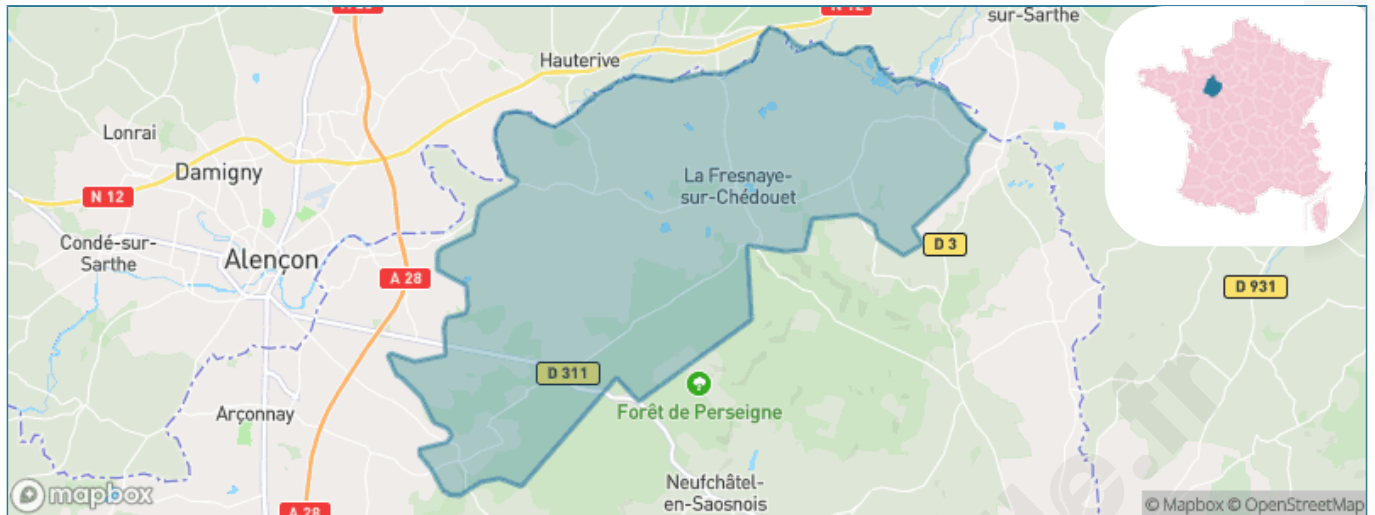 N 12
sur-Sarthe
Hauterive
Lonrai
Damigny
N 12
La Fresnaye-
sur-Chédouet
Condé-sur-
Sarthe
Alençon
A 28
D 3
D 931
D 311
Forêt de Perseigne
Arçonnay
Neufchâtel-
en-Saosnois
mapbox
A 28
© Mapbox © OpenStreetMap